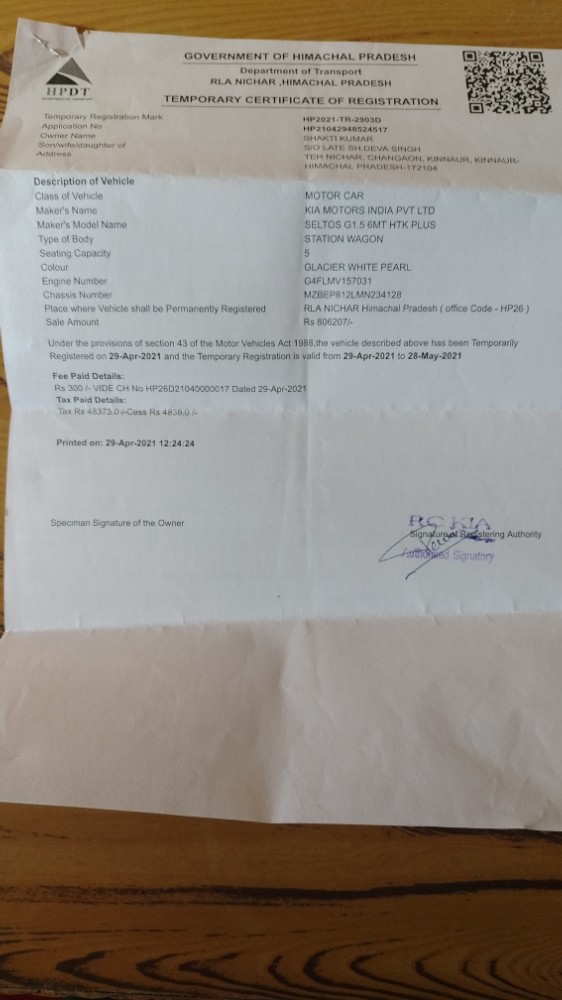 GOVERNMENT OF HIMACHAL PRADESH
Department of Transport
RLA NICHAR ,HIMACHAL PRADESH
TEMPORARY CERTIFICATE OF REGISTRATION
HPDT
Temporary Registration Mark HP2021-TR-2903D
Application No HP21042948524517
Owner Name SHAKTI KUMAR
Son/wife/daughter of S/O LATE SH.DEVA SINGH
Address TEH NICHAR, CHANGAON, KINNAUR, KINNAUR-
HIMACHAL PRADESH-172104
Description of Vehicle
Class of Vehicle MOTOR CAR
Maker's Name KIA MOTORS INDIA PVT LTD
Maker's Model Name SELTOS G1.5 6MT HTK PLUS
Type of Body STATION WAGON
Seating Capacity 5
Colour GLACIER WHITE PEARL
Engine Number G4FLMV157031
Chassis Number MZBEP812LMN234128
Place where Vehicle shall be Permanently Registered RLA NICHAR Himachal Pradesh ( office Code - HP26 )
Sale Amount Rs 806207/-
Under the provisions of section 43 of the Motor Vehicles Act 1988,the vehicle described above has been Temporarily
Registered on 29-Apr-2021 and the Temporary Registration is valid from 29-Apr-2021 to 28-May-2021
Fee Paid Details:
Rs 300 /- VIDE CH No HP26D21040000017 Dated 29-Apr-2021
Tax Paid Details:
Tax Rs 48373.0 /-Cess Rs 4838.0 /-
Printed on: 29-Apr-2021 12:24:24
Speciman Signature of the Owner
RC KIA
Signature of Registering Authority
Authorised Signatory